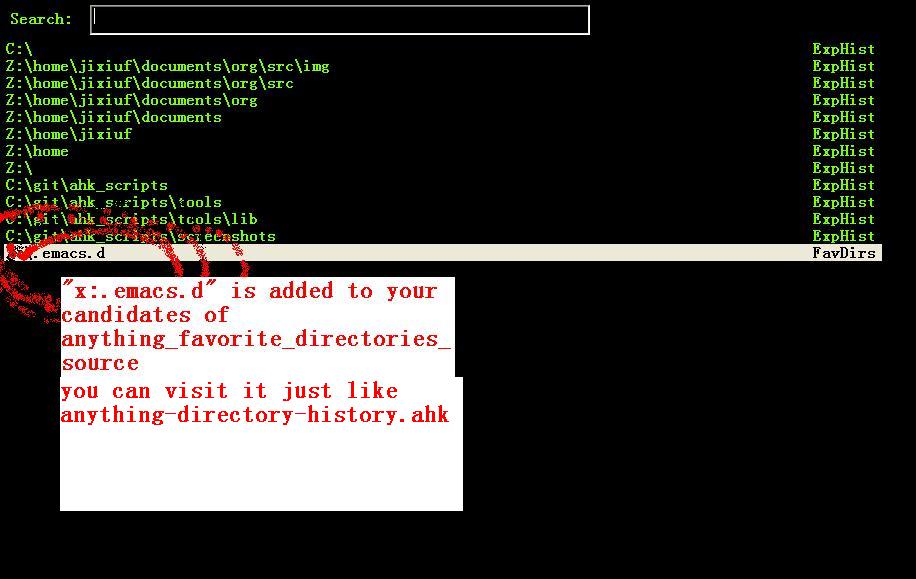 Search:
C:\ ExpHist
Z:\home\jixiuf\documents\org\src\img ExpHist
Z:\home\jixiuf\documents\org\src ExpHist
Z:\home\jixiuf\documents\org ExpHist
Z:\home\jixiuf\documents ExpHist
Z:\home\jixiuf ExpHist
Z:\home ExpHist
Z:\ ExpHist
C:\git\ahk_scripts ExpHist
C:\git\ahk_scripts\tools ExpHist
C:\git\ahk_scripts\tools\lib ExpHist
C:\git\ahk_scripts\screenshots ExpHist
.emacs.d FavDirs
"x:.emacs.d" is added to your
candidates of
anything_favorite_directories_
source
you can visit it just like
anything-directory-history.ahk